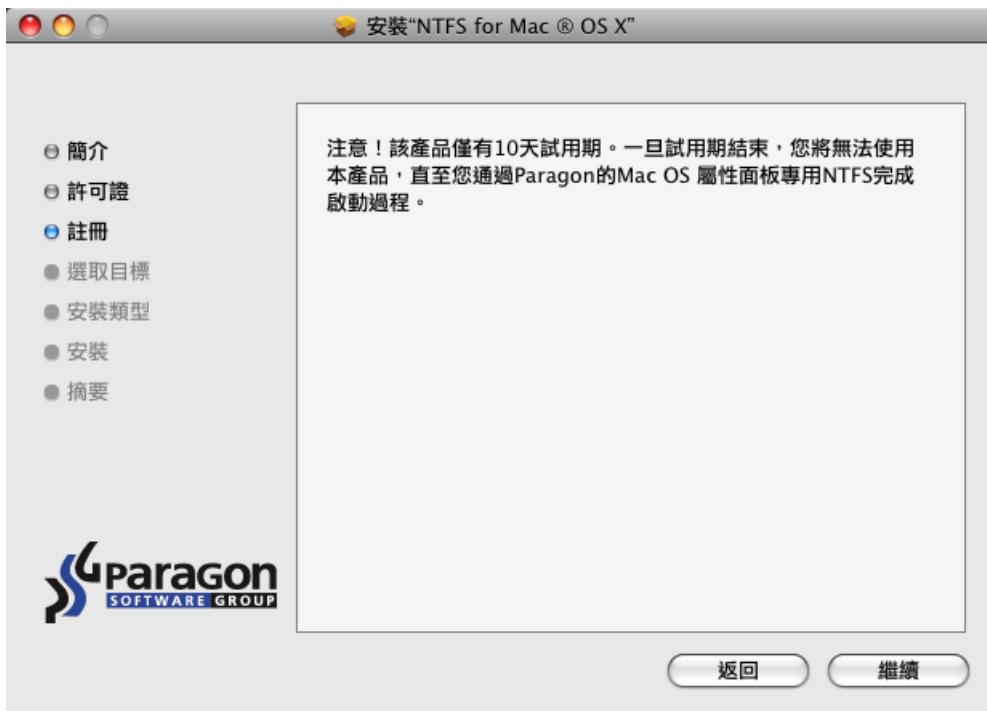 安裝“NTFS for Mac ® OS X”
簡介
許可證
註冊
選取目標
安裝類型
安裝
摘要
注意！該產品僅有10天試用期。一旦試用期結束，您將無法使用
本產品，直至您通過Paragon的Mac OS 屬性面板專用NTFS完成
啟動過程。
Paragon
SOFTWARE GROUP
返回
繼續